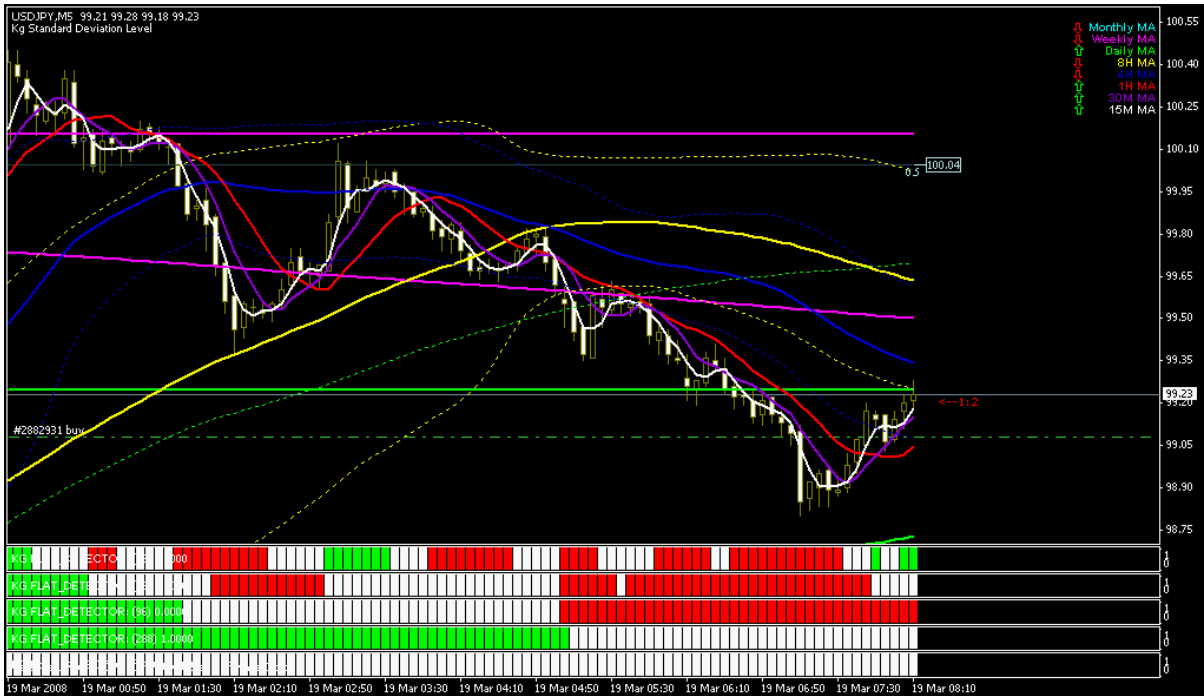 USDJPY,M5 99.21 99.28 99.18 99.23
Kg Standard Deviation Level
Monthly MA
Weekly MA
Daily MA
8H MA
4H MA
1H MA
30M MA
15M MA
100.55
100.40
100.25
100.10
99.95
99.80
99.65
99.50
99.35
99.23
99.20
99.05
98.90
98.75
0.5
100.04
<--1:2
#2882931 buy
KG
KG FLAT_DETECTOR: (96) 0.0000
KG FLAT_DETECTOR: (288) 1.0000
1
0
1
0
1
0
1
0
1
0
19 Mar 2008 19 Mar 00:50 19 Mar 01:30 19 Mar 02:10 19 Mar 02:50 19 Mar 03:30 19 Mar 04:10 19 Mar 04:50 19 Mar 05:30 19 Mar 06:10 19 Mar 06:50 19 Mar 07:30 19 Mar 08:10